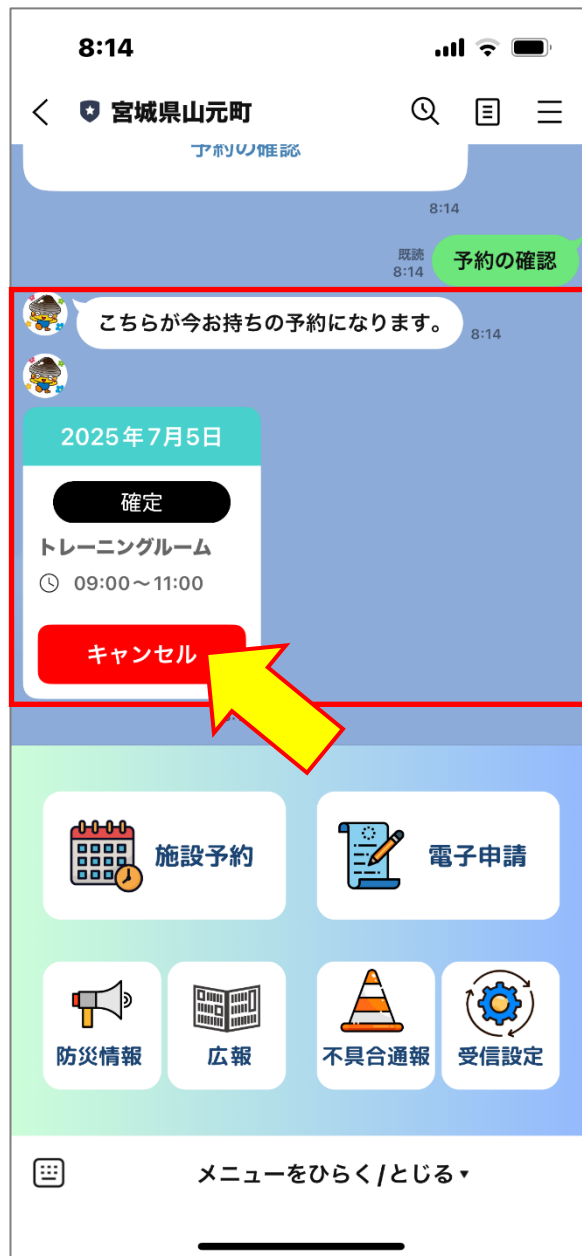 8:14
宮城県山元町
予約の確認
8:14
既読
8:14
予約の確認
こちらが今お持ちの予約になります。
8:14
2025年7月5日
確定
トレーニングルーム
09:00～11:00
キャンセル
施設予約
電子申請
防災情報
広報
不具合通報
受信設定
メニューをひらく/とじる▾